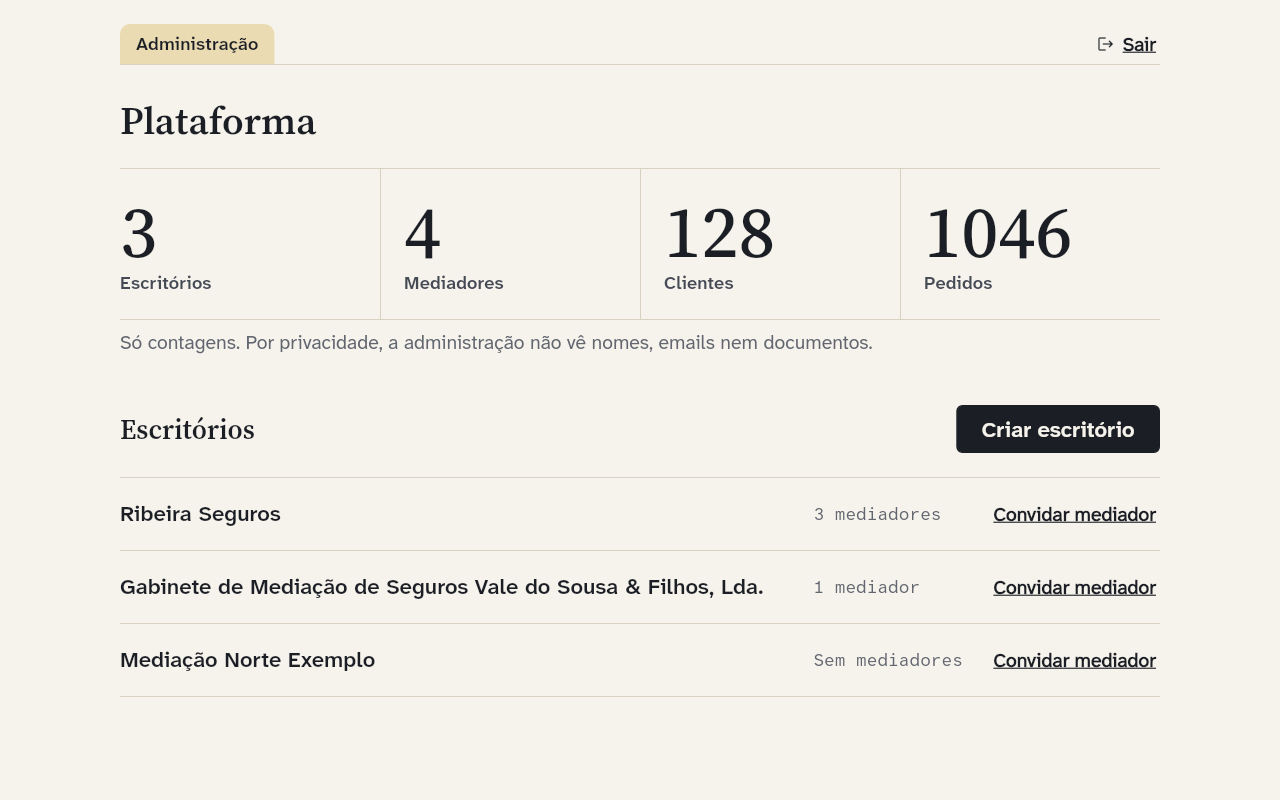 Administração
Sair
Plataforma
3
Escritórios
4
Mediadores
128
Clientes
1046
Pedidos
Só contagens. Por privacidade, a administração não vê nomes, emails nem documentos.
Escritórios
Criar escritório
Ribeira Seguros
3 mediadores
Convidar mediador
Gabinete de Mediação de Seguros Vale do Sousa & Filhos, Lda.
1 mediador
Convidar mediador
Mediação Norte Exemplo
Sem mediadores
Convidar mediador